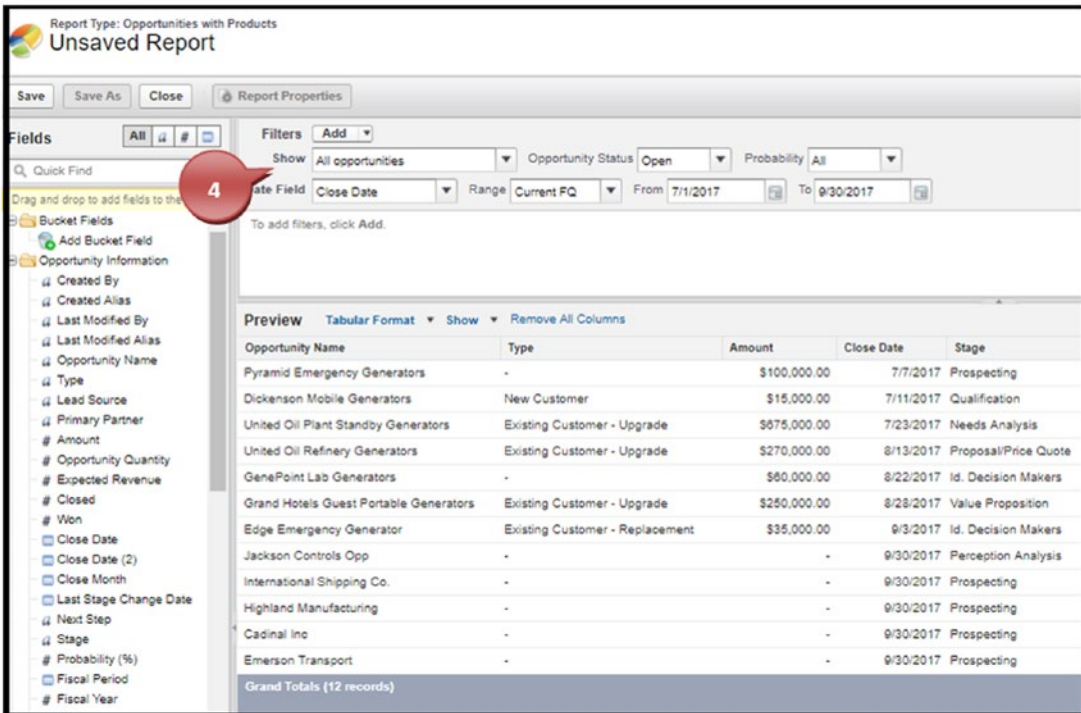 Report Type: Opportunities with Products
Unsaved Report
Save Save As Close Report Properties
Fields All a #
Quick Find
Drag and drop to add fields to the
Bucket Fields
Add Bucket Field
Opportunity Information
a Created By
a Created Alias
a Last Modified By
a Last Modified Alias
a Opportunity Name
a Type
a Lead Source
a Primary Partner
# Amount
# Opportunity Quantity
# Expected Revenue
# Closed
# Won
Close Date
Close Date (2)
Close Month
Last Stage Change Date
a Next Step
a Stage
# Probability (%)
Fiscal Period
# Fiscal Year
4
Filters Add
Show All opportunities Opportunity Status Open Probability All
ate Field Close Date Range Current FQ From 7/1/2017 To 9/30/2017
To add filters, click Add.
Preview Tabular Format Show Remove All Columns
Opportunity Name Type Amount Close Date Stage
Pyramid Emergency Generators - $100,000.00 7/7/2017 Prospecting
Dickenson Mobile Generators New Customer $15,000.00 7/11/2017 Qualification
United Oil Plant Standby Generators Existing Customer - Upgrade $675,000.00 7/23/2017 Needs Analysis
United Oil Refinery Generators Existing Customer - Upgrade $270,000.00 8/13/2017 Proposal/Price Quote
GenePoint Lab Generators - $60,000.00 8/22/2017 Id. Decision Makers
Grand Hotels Guest Portable Generators Existing Customer - Upgrade $250,000.00 8/28/2017 Value Proposition
Edge Emergency Generator Existing Customer - Replacement $35,000.00 9/3/2017 Id. Decision Makers
Jackson Controls Opp - - 9/30/2017 Perception Analysis
International Shipping Co. - - 9/30/2017 Prospecting
Highland Manufacturing - - 9/30/2017 Prospecting
Cadinal Inc - - 9/30/2017 Prospecting
Emerson Transport - - 9/30/2017 Prospecting
Grand Totals (12 records)